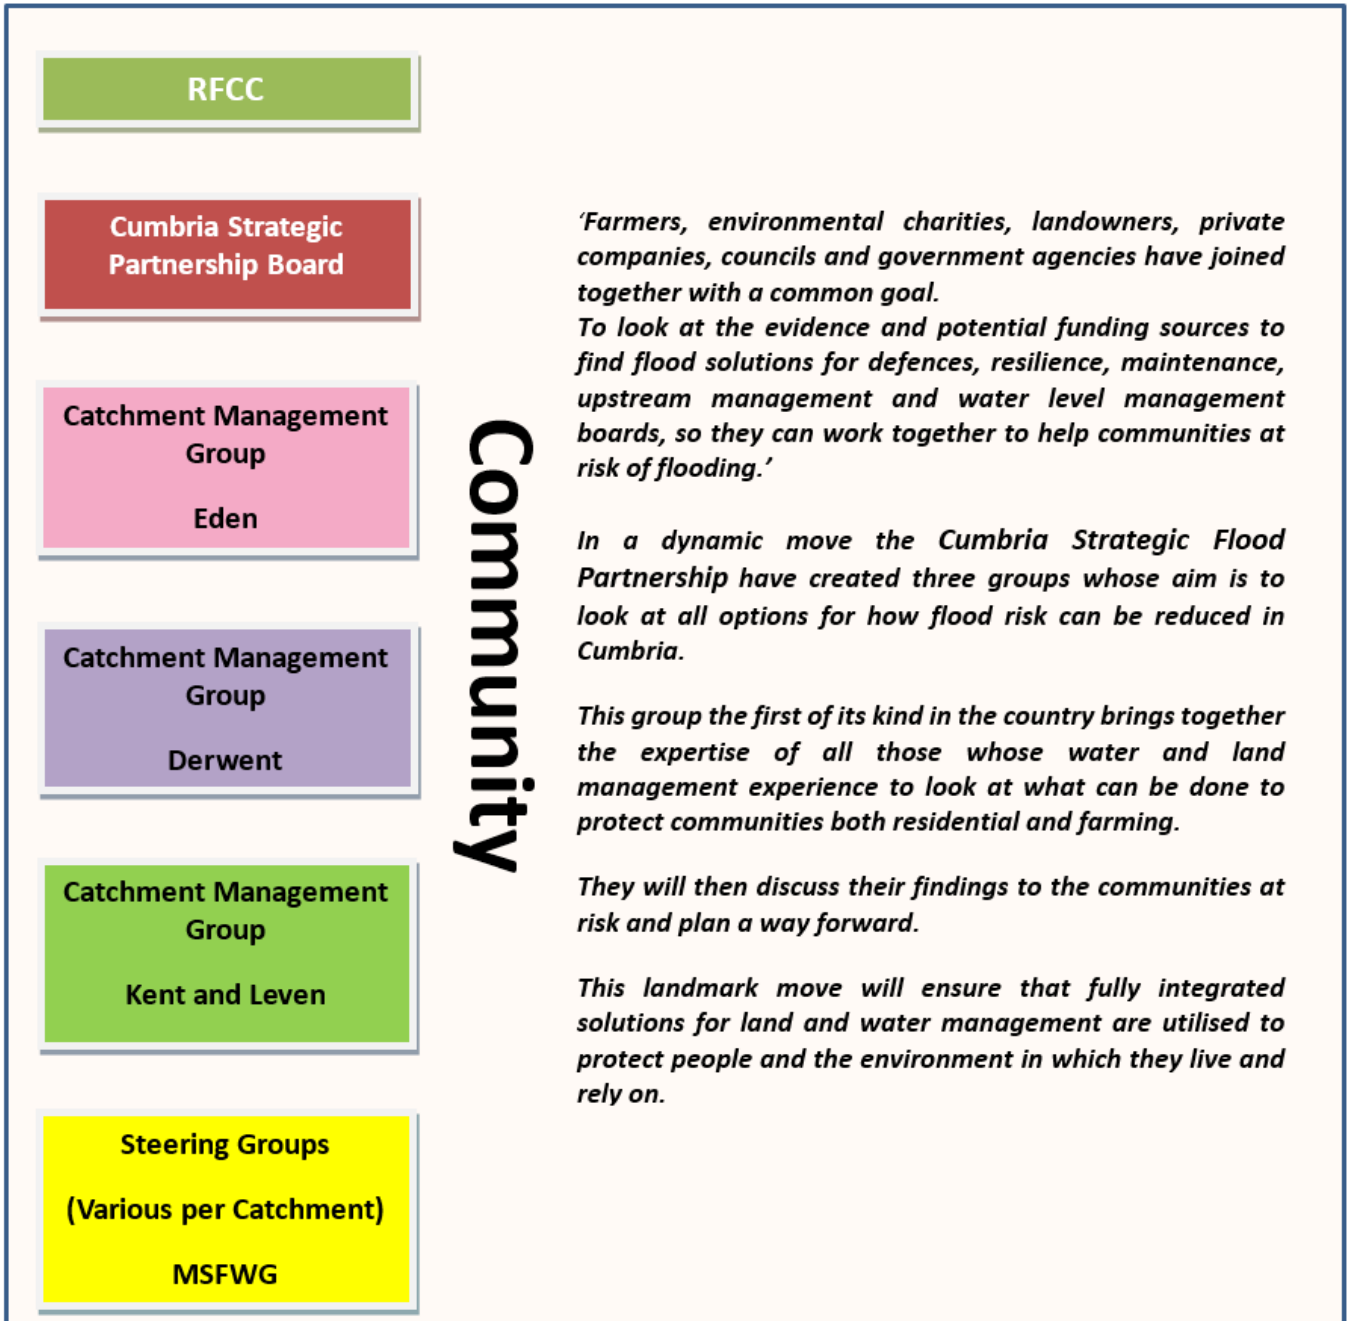 RFCC
Cumbria Strategic
Partnership Board
Catchment Management
Group
Eden
Catchment Management
Group
Derwent
Catchment Management
Group
Kent and Leven
Steering Groups
(Various per Catchment)
MSFWG
Community
‘Farmers, environmental charities, landowners, private
companies, councils and government agencies have joined
together with a common goal.
To look at the evidence and potential funding sources to
find flood solutions for defences, resilience, maintenance,
upstream management and water level management
boards, so they can work together to help communities at
risk of flooding.’
In a dynamic move the Cumbria Strategic Flood
Partnership have created three groups whose aim is to
look at all options for how flood risk can be reduced in
Cumbria.
This group the first of its kind in the country brings together
the expertise of all those whose water and land
management experience to look at what can be done to
protect communities both residential and farming.
They will then discuss their findings to the communities at
risk and plan a way forward.
This landmark move will ensure that fully integrated
solutions for land and water management are utilised to
protect people and the environment in which they live and
rely on.